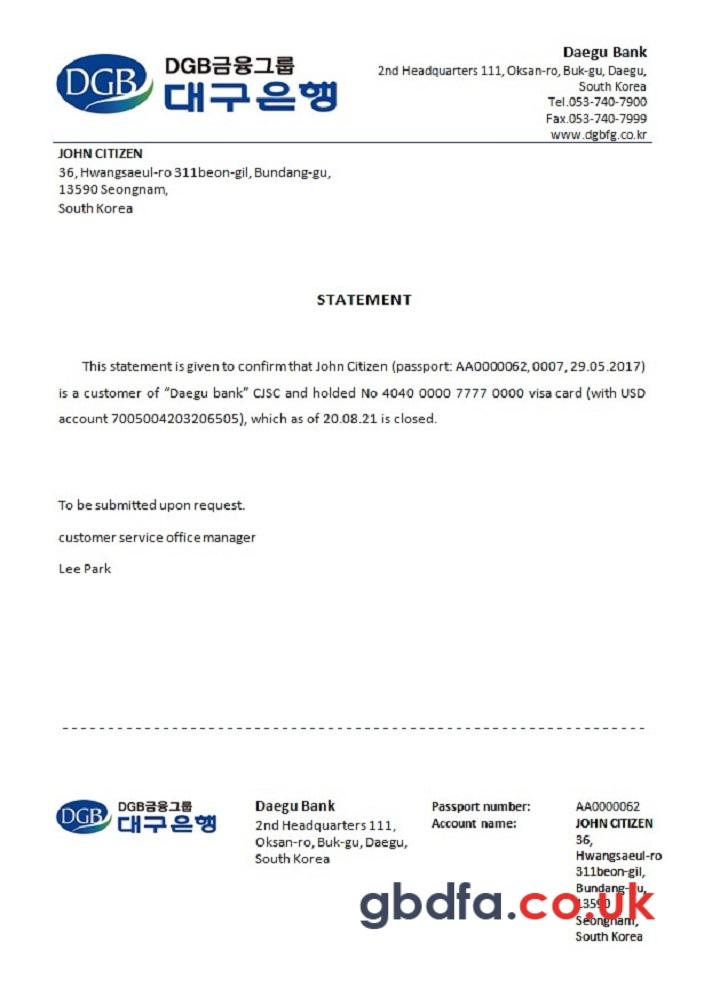 DGB
DGB금융그룹
대구은행
Daegu Bank
2nd Headquarters 111, Oksan-ro, Buk-gu, Daegu,
South Korea
Tel.053-740-7900
Fax.053-740-7999
www.dgbfg.co.kr
JOHN CITIZEN
36, Hwangsaeul-ro 311beon-gil, Bundang-gu,
13590 Seongnam,
South Korea
STATEMENT
This statement is given to confirm that John Citizen (passport: AA0000062, 0007, 29.05.2017)
is a customer of “Daegu bank” CJSC and holded No 4040 0000 7777 0000 visa card (with USD
account 7005004203206505), which as of 20.08.21 is closed.
To be submitted upon request.
customer service office manager
Lee Park
DGB
DGB금융그룹
대구은행
Daegu Bank
2nd Headquarters 111,
Oksan-ro, Buk-gu, Daegu,
South Korea
Passport number:
Account name:
AA0000062
JOHN CITIZEN
36,
Hwangsaeul-ro
311beon-gil,
Bundang-gu,
13590
Seongnam,
South Korea
gbdfa.co.uk